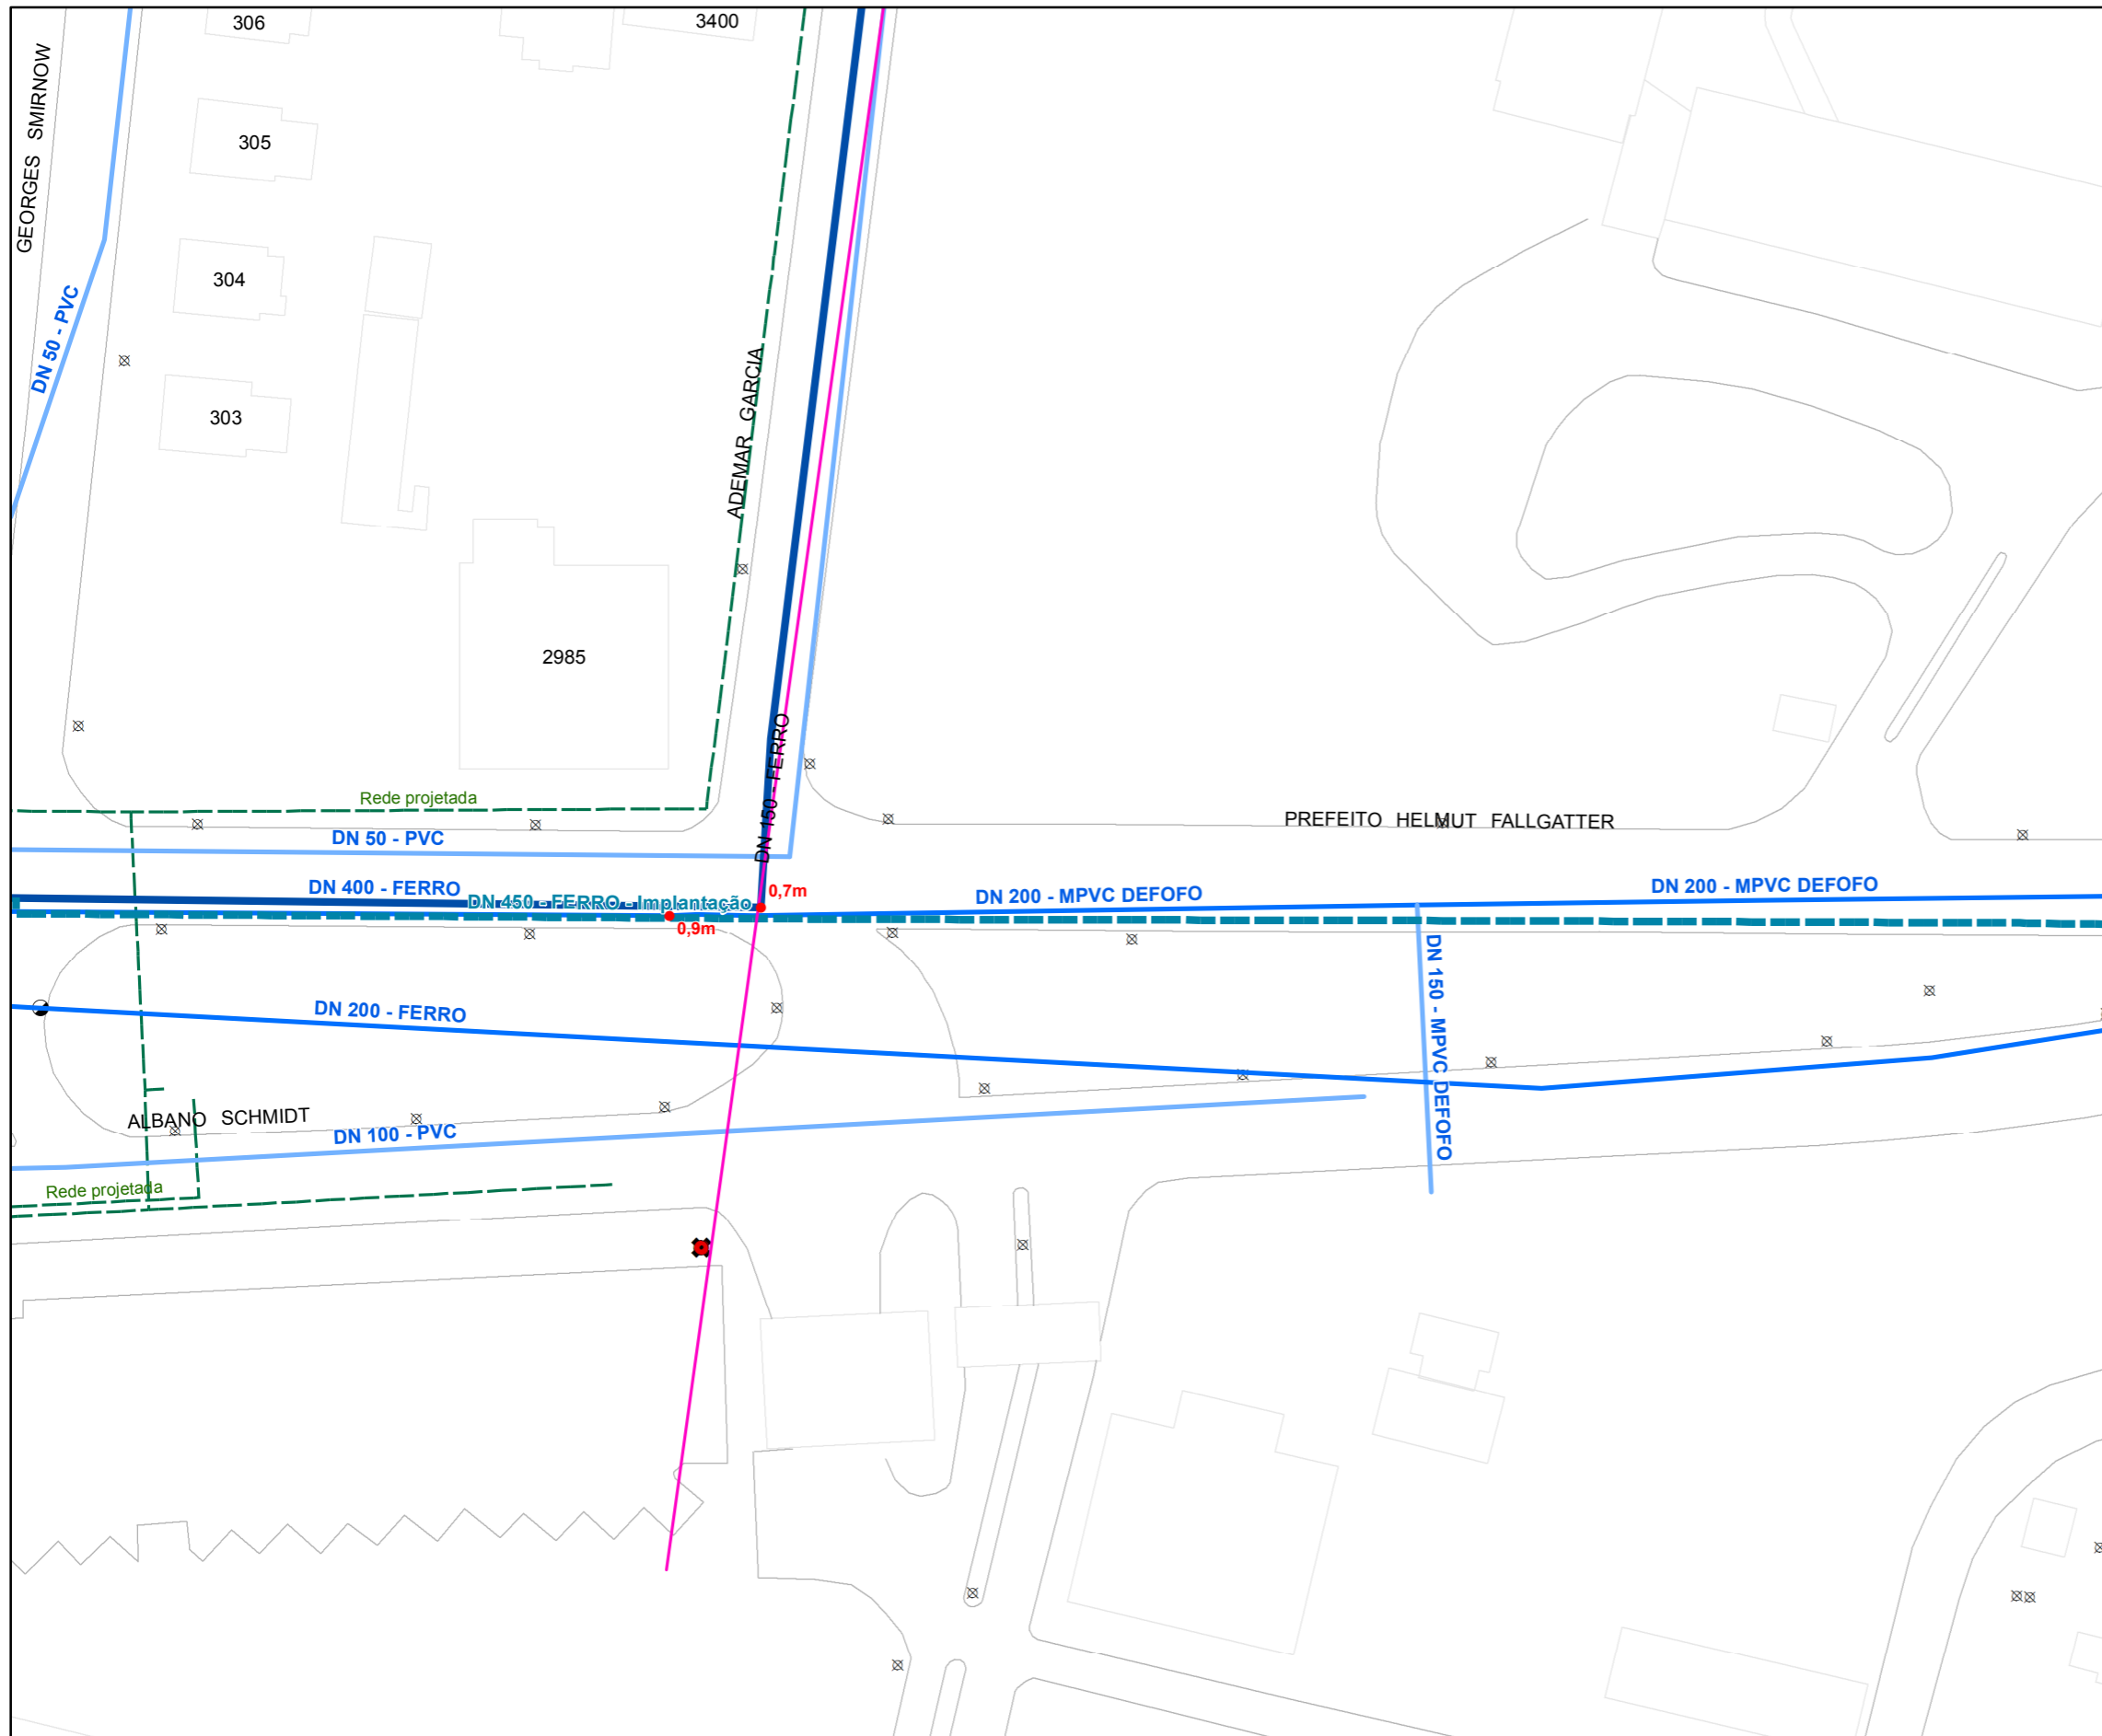 306
3400
GEORGES SMIRNOW
305
304
DN 50 - PVC
303
ADEMAR GARCIA
2985
DN 150 - FERRO
Rede projetada
PREFEITO HELMUT FALLGATTER
DN 50 - PVC
DN 400 - FERRO
DN 450 - FERRO - Implantação
0,7m
DN 200 - MPVC DEFOFO
DN 200 - MPVC DEFOFO
0,9m
DN 200 - FERRO
DN 150 - MPVC DEFOFO
ALBANO SCHMIDT
DN 100 - PVC
Rede projetada